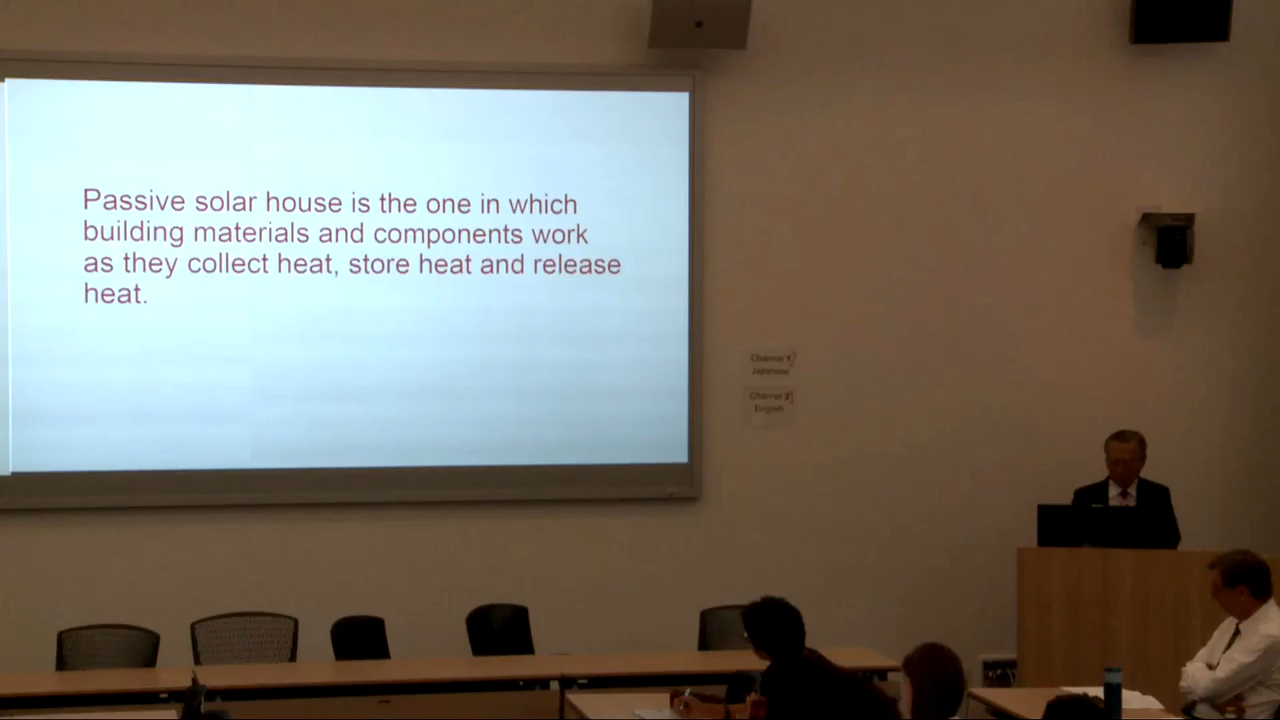 Passive solar house is the one in which
building materials and components work
as they collect heat, store heat and release
heat.
Channel 1
Japanese
Channel 2
English